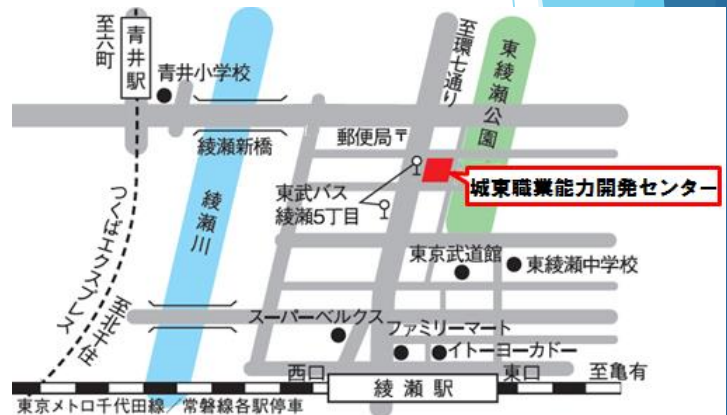 至六町
青井駅
青井小学校
至環七通り
東綾瀬公園
綾瀬新橋
郵便局〒
城東職業能力開発センター
東武バス
綾瀬5丁目
綾瀬川
つくばエクスプレス
至北千住
東京武道館
東綾瀬中学校
スーパーベルクス
ファミリーマート
イトーヨーカドー
西口
綾瀬駅
東口
至亀有
東京メトロ千代田線／常磐線各駅停車